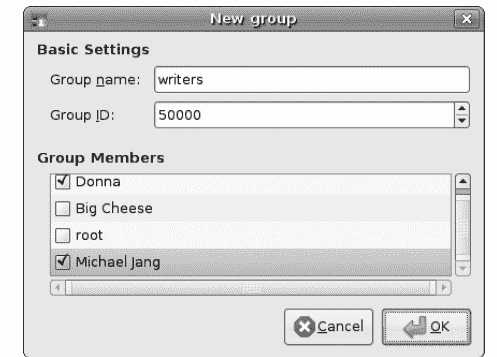 New group
Basic Settings
Group name: writers
Group ID: 50000
Group Members
Donna
Big Cheese
root
Michael Jang
Cancel OK